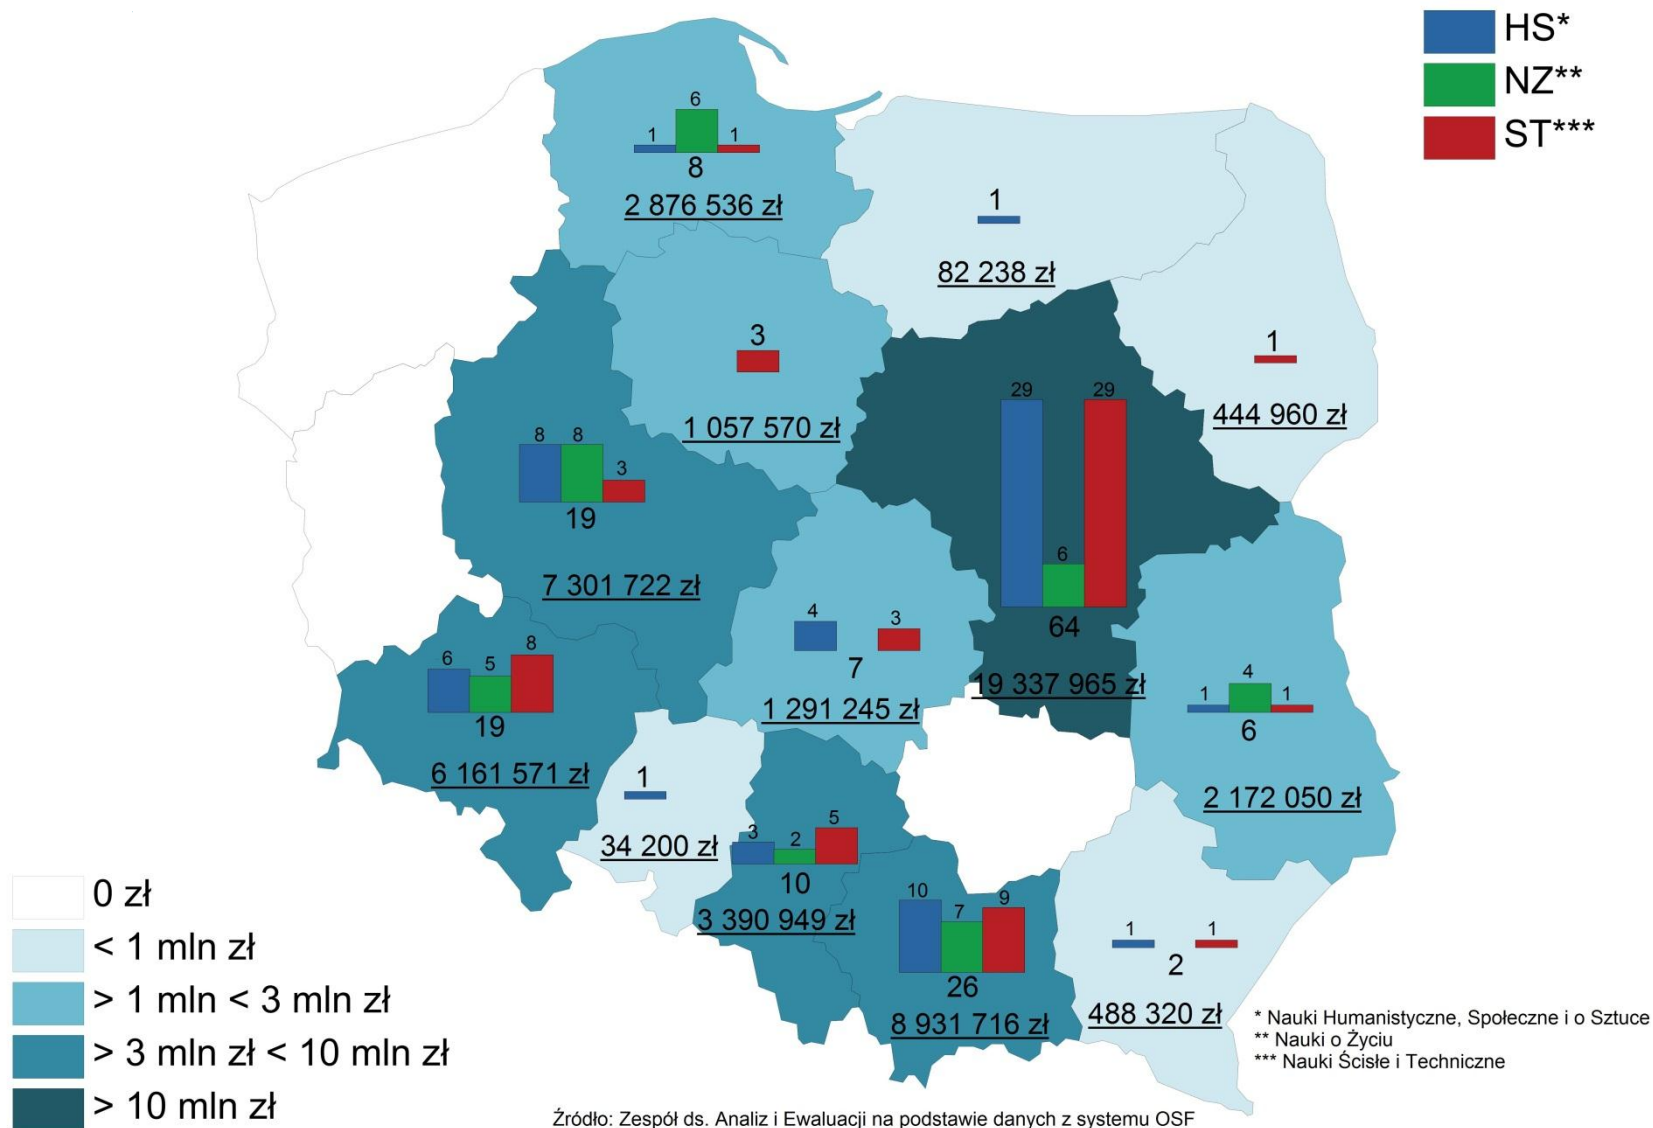 HS*
NZ**
ST***
6
1 1
8
2 876 536 zł
1
82 238 zł
3
1 057 570 zł
1
444 960 zł
29 29
6
64
19 337 965 zł
8 8
3
19
7 301 722 zł
4 3
7
1 291 245 zł
6 5 8
19
6 161 571 zł
4
1 1
6
2 172 050 zł
1
34 200 zł
3 2 5
10
3 390 949 zł
10 7 9
26
8 931 716 zł
1 1
2
488 320 zł
0 zł
< 1 mln zł
> 1 mln < 3 mln zł
> 3 mln zł < 10 mln zł
> 10 mln zł
* Nauki Humanistyczne, Społeczne i o Sztuce
** Nauki o Życiu
*** Nauki Ścisłe i Techniczne
Źródło: Zespół ds. Analiz i Ewaluacji na podstawie danych z systemu OSF